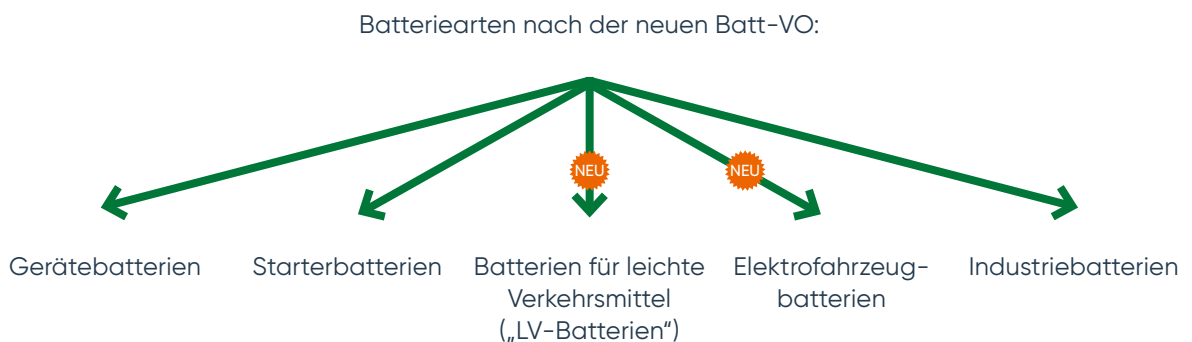 Batteriearten nach der neuen Batt-VO:
NEU
NEU
Gerätebatterien
Starterbatterien
Batterien für leichte
Verkehrsmittel
(„LV-Batterien“)
Elektrofahrzeug-
batterien
Industriebatterien